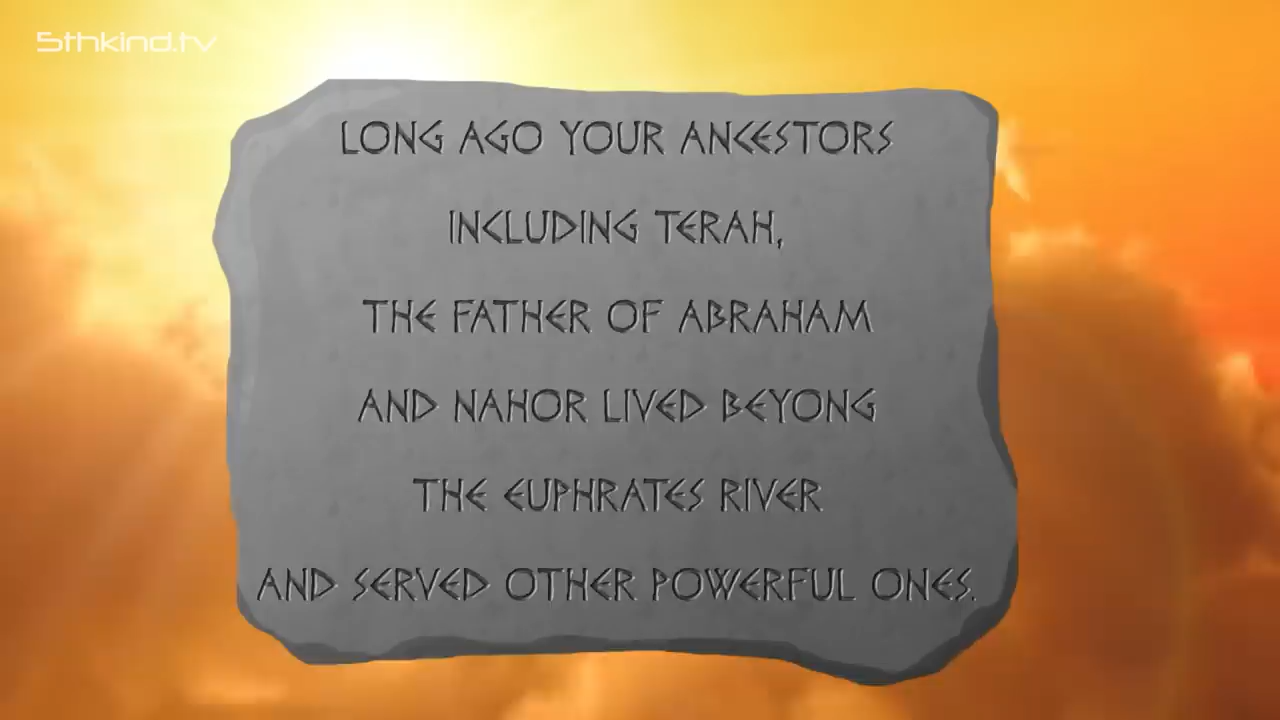 5thkind.tv
LONG AGO YOUR ANCESTORS
INCLUDING TERAH,
THE FATHER OF ABRAHAM
AND NAHOR LIVED BEYONG
THE EUPHRATES RIVER
AND SERVED OTHER POWERFUL ONES.